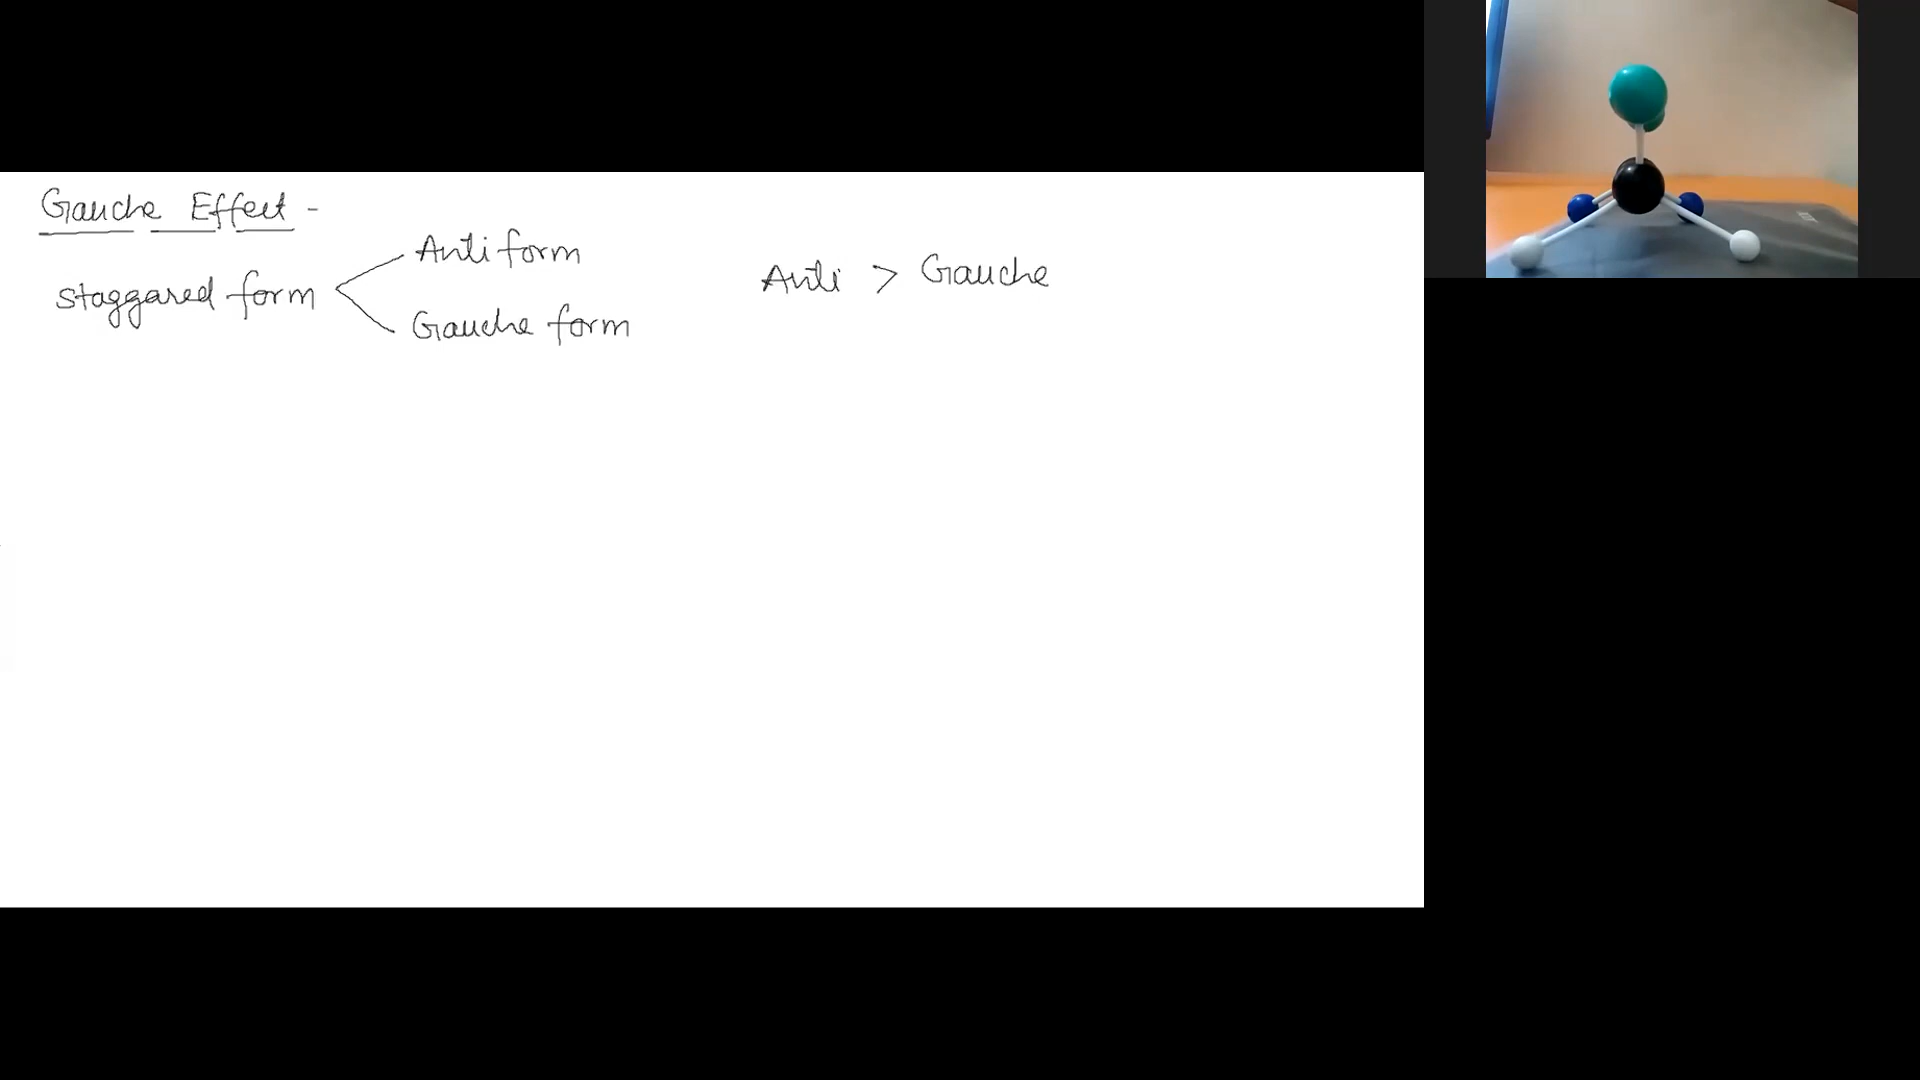 Gauche Effect -
staggared form
Anti form
Gauche form
Anti > Gauche